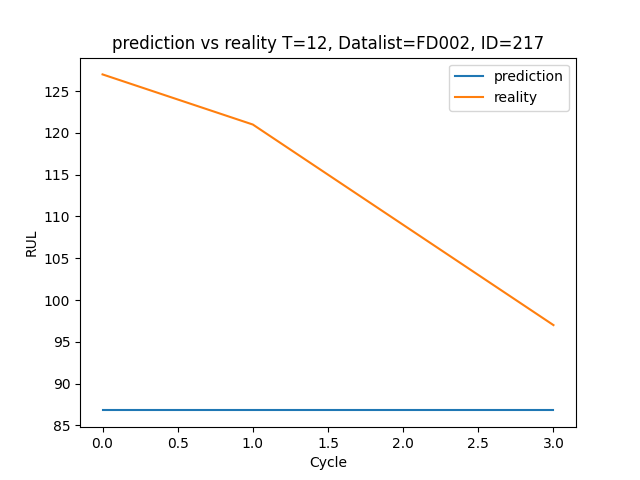 prediction vs reality T=12, Datalist=FD002, ID=217
prediction
reality
125
120
115
110
105
100
95
90
85
RUL
0.0 0.5 1.0 1.5 2.0 2.5 3.0
Cycle